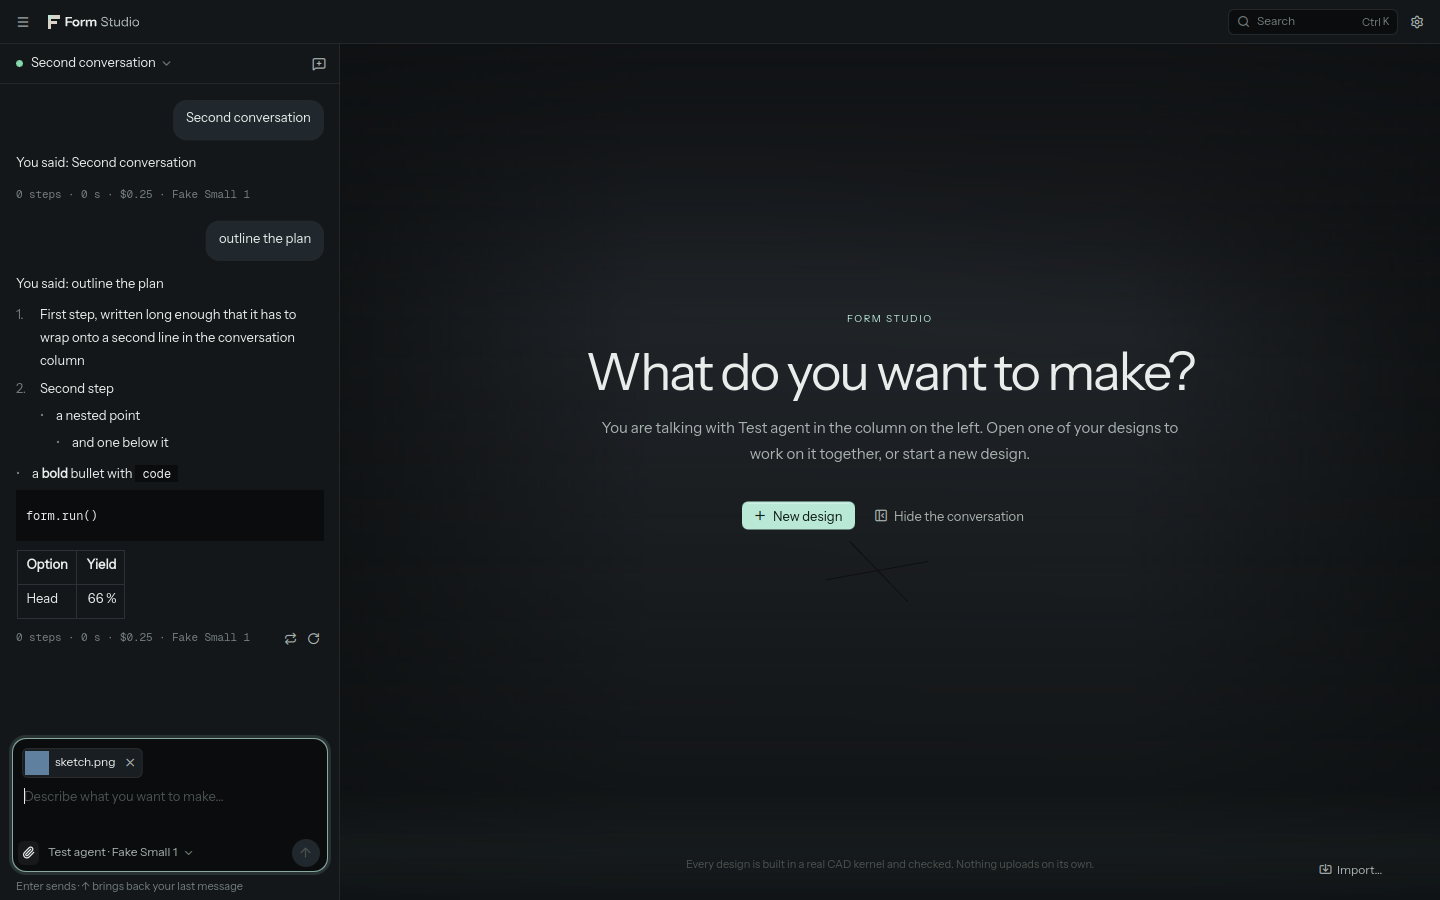 Form Studio
Search Ctrl K
Second conversation
Second conversation
You said: Second conversation
0 steps · 0 s · $0.25 · Fake Small 1
outline the plan
You said: outline the plan
1. First step, written long enough that it has to
wrap onto a second line in the conversation
column
2. Second step
· a nested point
· and one below it
· a bold bullet with code
form.run()
Option Yield
Head 66 %
0 steps · 0 s · $0.25 · Fake Small 1
sketch.png
Describe what you want to make...
Test agent · Fake Small 1
Enter sends · ↑ brings back your last message
FORM STUDIO
What do you want to make?
You are talking with Test agent in the column on the left. Open one of your designs to
work on it together, or start a new design.
New design
Hide the conversation
Every design is built in a real CAD kernel and checked. Nothing uploads on its own.
Import...